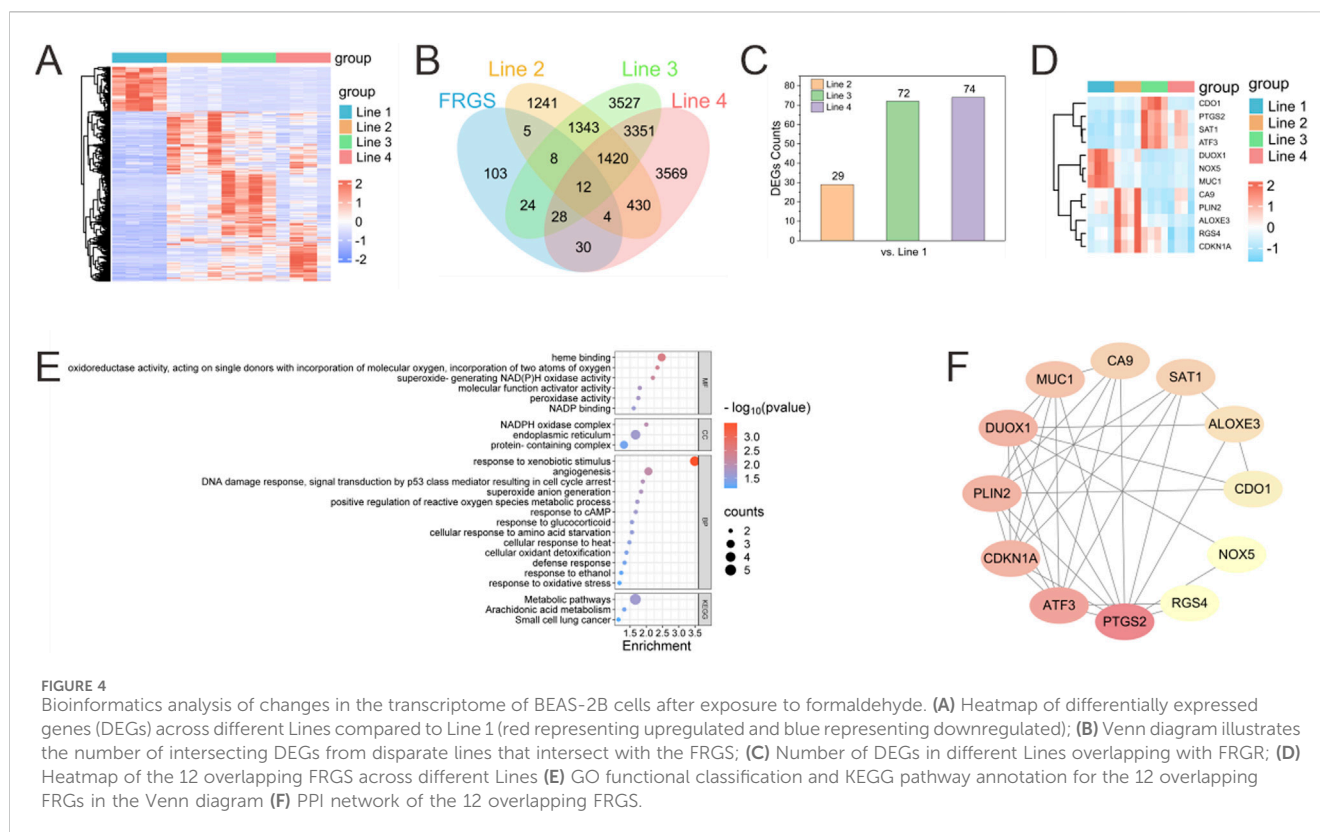 A
group
group
Line 1
Line 2
Line 3
Line 4
2
1
0
-1
-2
B
Line 2
Line 3
FRGS
Line 4
1241
3527
5
1343
3351
103
8
1420
3569
12
24
28
4
430
30
C
DEGs Counts
80
70
60
50
40
30
20
10
0
Line 2
Line 3
Line 4
29
72
74
vs. Line 1
D
group
CDO1
PTGS2
SAT1
ATF3
DUOX1
NOX5
MUC1
CA9
PLIN2
ALOXE3
RGS4
CDKN1A
group
Line 1
Line 2
Line 3
Line 4
2
1
0
-1
E
heme binding
oxidoreductase activity, acting on single donors with incorporation of molecular oxygen, incorporation of two atoms of oxygen
superoxide- generating NAD(P)H oxidase activity
molecular function activator activity
peroxidase activity
NADP binding
MF
NADPH oxidase complex
endoplasmic reticulum
protein- containing complex
CC
response to xenobiotic stimulus
angiogenesis
DNA damage response, signal transduction by p53 class mediator resulting in cell cycle arrest
superoxide anion generation
positive regulation of reactive oxygen species metabolic process
response to cAMP
response to glucocorticoid
cellular response to amino acid starvation
cellular response to heat
cellular oxidant detoxification
defense response
response to ethanol
response to oxidative stress
BP
Metabolic pathways
Arachidonic acid metabolism
Small cell lung cancer
KEGG
1.5 2.0 2.5 3.0 3.5
Enrichment
- log10(pvalue)
3.0
2.5
2.0
1.5
counts
2
3
4
5
F
CA9
MUC1
SAT1
DUOX1
ALOXE3
PLIN2
CDO1
CDKN1A
NOX5
ATF3
RGS4
PTGS2
FIGURE 4
Bioinformatics analysis of changes in the transcriptome of BEAS-2B cells after exposure to formaldehyde. (A) Heatmap of differentially expressed
genes (DEGs) across different Lines compared to Line 1 (red representing upregulated and blue representing downregulated); (B) Venn diagram illustrates
the number of intersecting DEGs from disparate lines that intersect with the FRGS; (C) Number of DEGs in different Lines overlapping with FRGR; (D)
Heatmap of the 12 overlapping FRGS across different Lines (E) GO functional classification and KEGG pathway annotation for the 12 overlapping
FRGs in the Venn diagram (F) PPI network of the 12 overlapping FRGS.